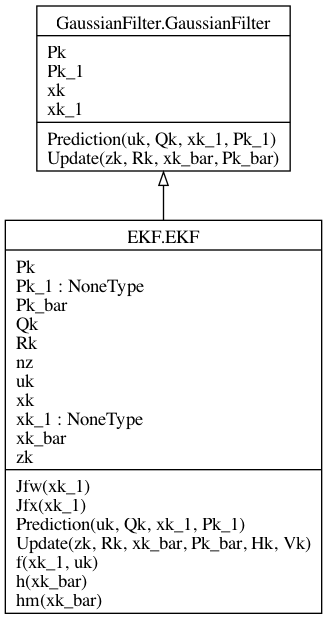 GaussianFilter.GaussianFilter
Pk
Pk_1
xk
xk_1
Prediction(uk, Qk, xk_1, Pk_1)
Update(zk, Rk, xk_bar, Pk_bar)
EKF.EKF
Pk
Pk_1 : NoneType
Pk_bar
Qk
Rk
nz
uk
xk
xk_1 : NoneType
xk_bar
zk
Jfw(xk_1)
Jfx(xk_1)
Prediction(uk, Qk, xk_1, Pk_1)
Update(zk, Rk, xk_bar, Pk_bar, Hk, Vk)
f(xk_1, uk)
h(xk_bar)
hm(xk_bar)